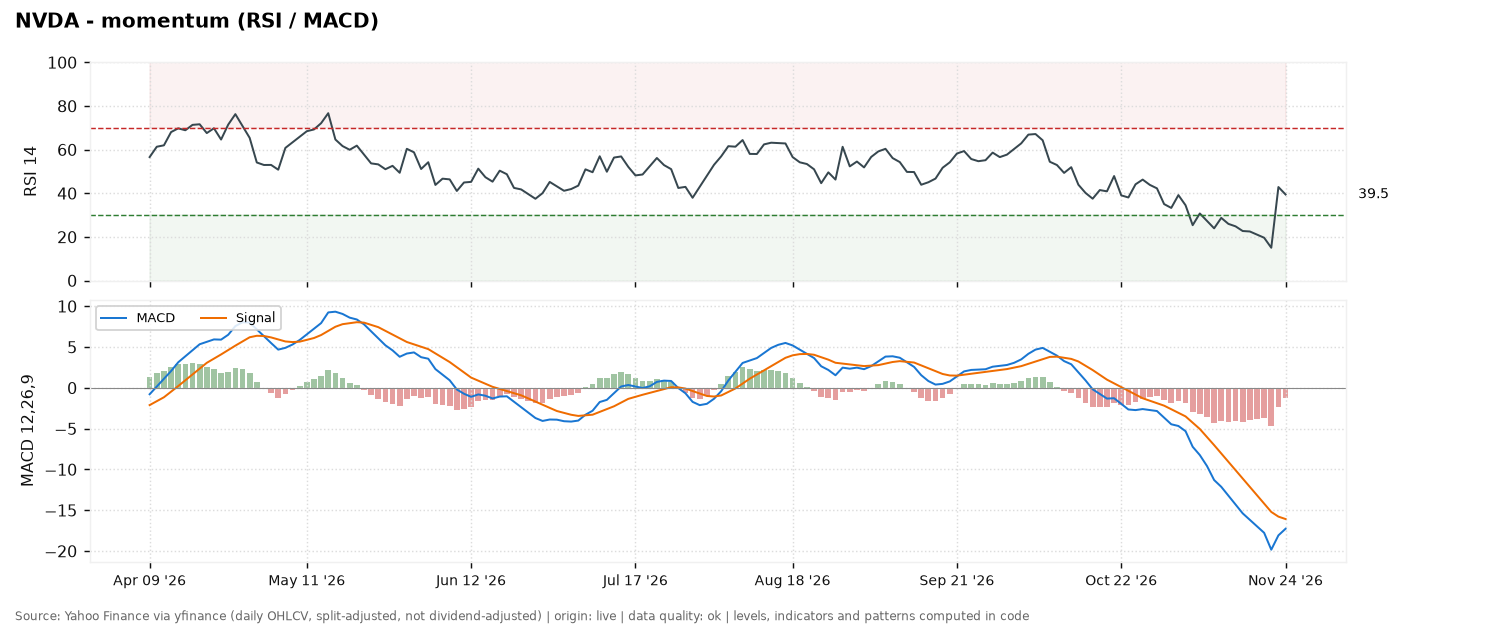 NVDA - momentum (RSI / MACD)
100
80
60
40
20
0
RSI 14
39.5
MACD
Signal
10
5
0
−5
−10
−15
−20
MACD 12,26,9
Apr 09 '26
May 11 '26
Jun 12 '26
Jul 17 '26
Aug 18 '26
Sep 21 '26
Oct 22 '26
Nov 24 '26
Source: Yahoo Finance via yfinance (daily OHLCV, split-adjusted, not dividend-adjusted) | origin: live | data quality: ok | levels, indicators and patterns computed in code